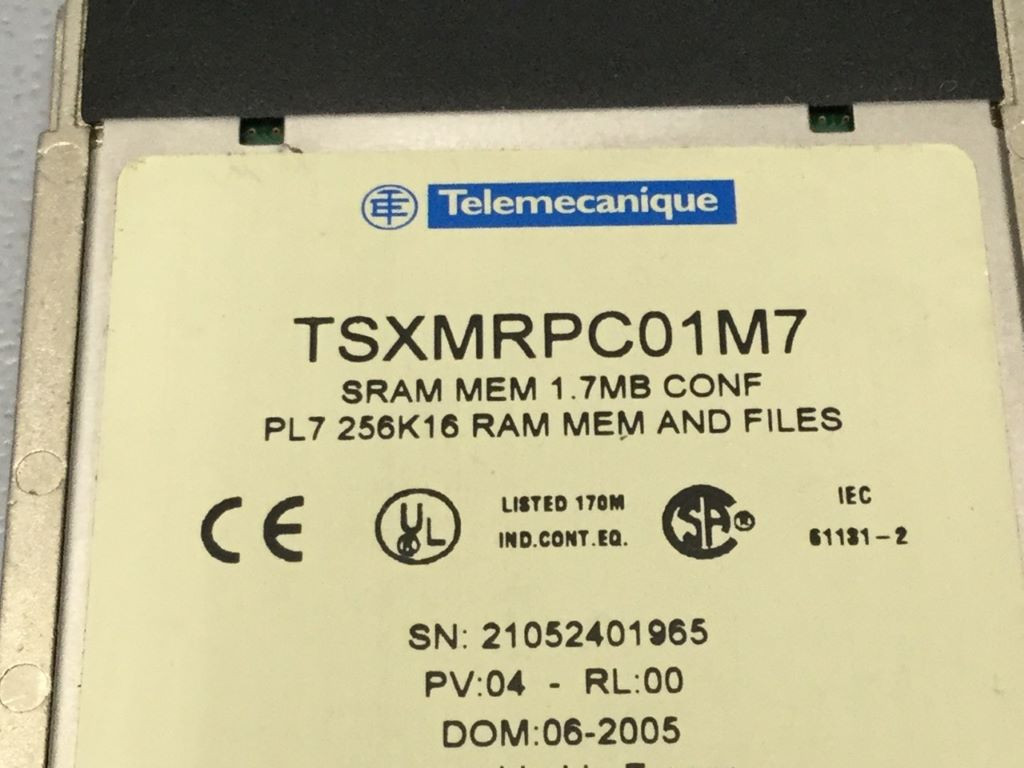 Telemecanique
TSXMRPC01M7
SRAM MEM 1.7MB CONF
PL7 256K16 RAM MEM AND FILES
CE UL LISTED 170M SA IEC
IND.CONT.EQ. 61131-2
SN: 21052401965
PV:04 - RL:00
DOM:06-2005